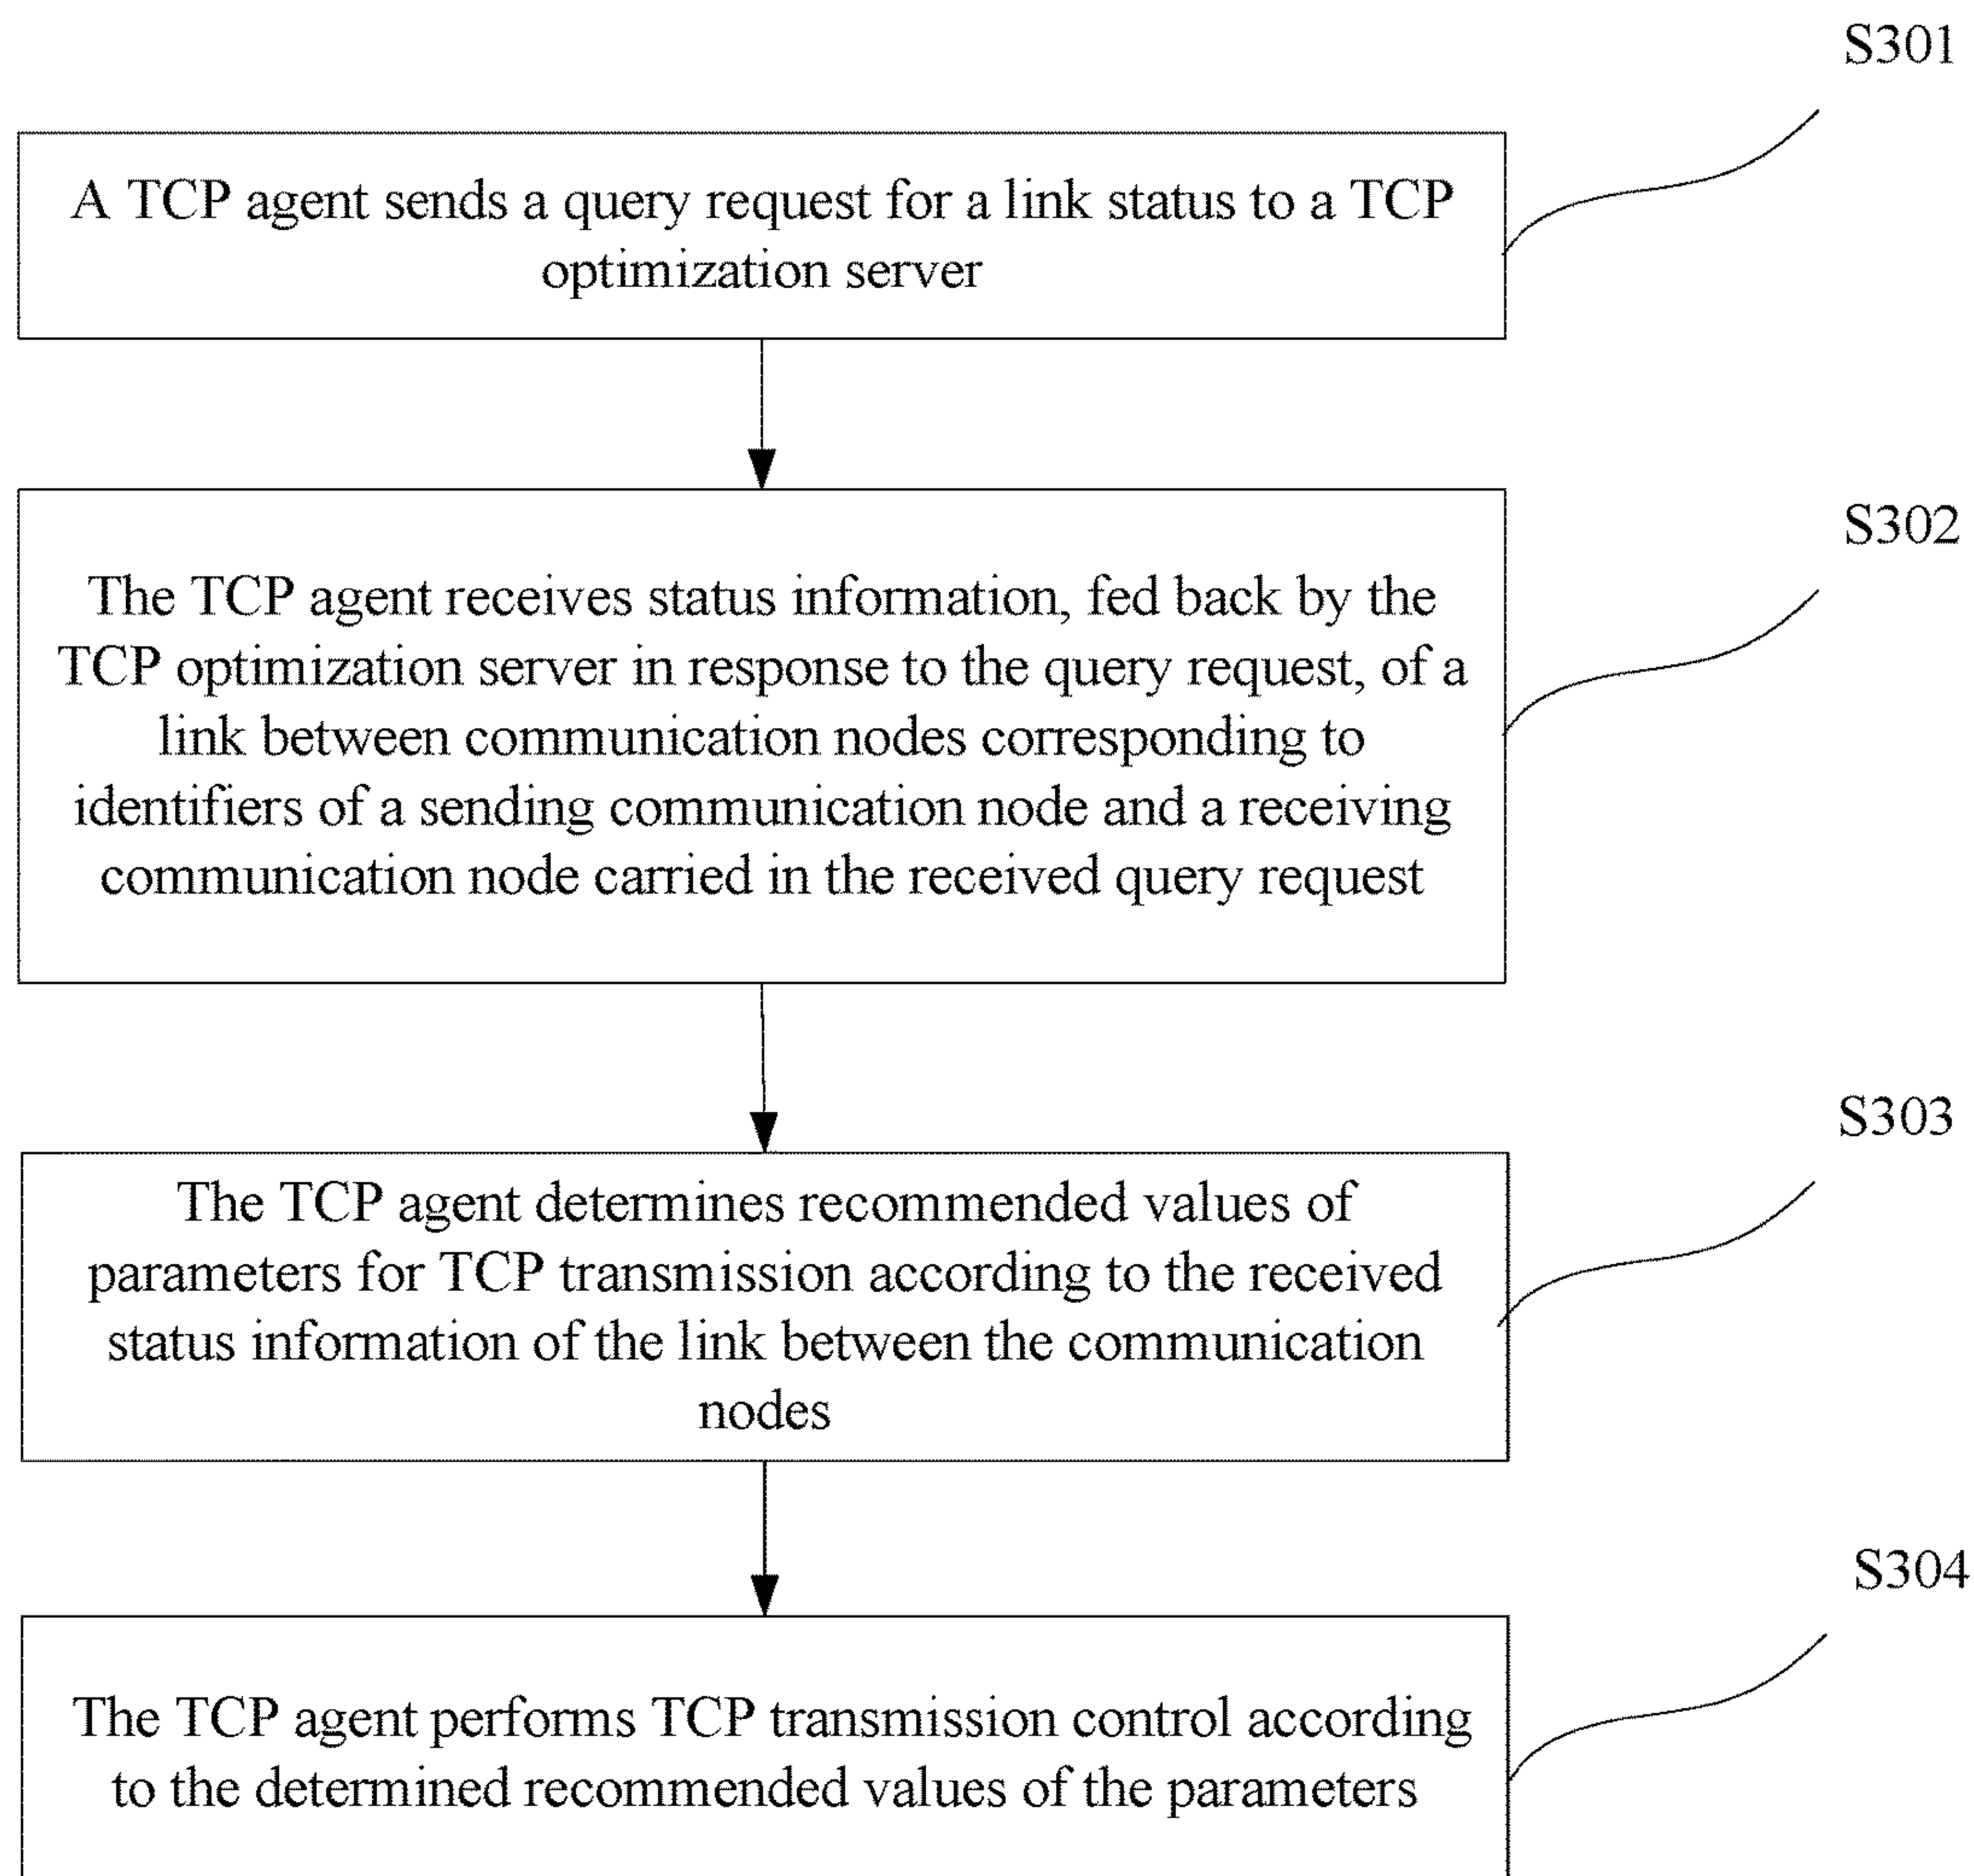 S301
A TCP agent sends a query request for a link status to a TCP
optimization server
S302
The TCP agent receives status information, fed back by the
TCP optimization server in response to the query request, of a
link between communication nodes corresponding to
identifiers of a sending communication node and a receiving
communication node carried in the received query request
S303
The TCP agent determines recommended values of
parameters for TCP transmission according to the received
status information of the link between the communication
nodes
S304
The TCP agent performs TCP transmission control according
to the determined recommended values of the parameters